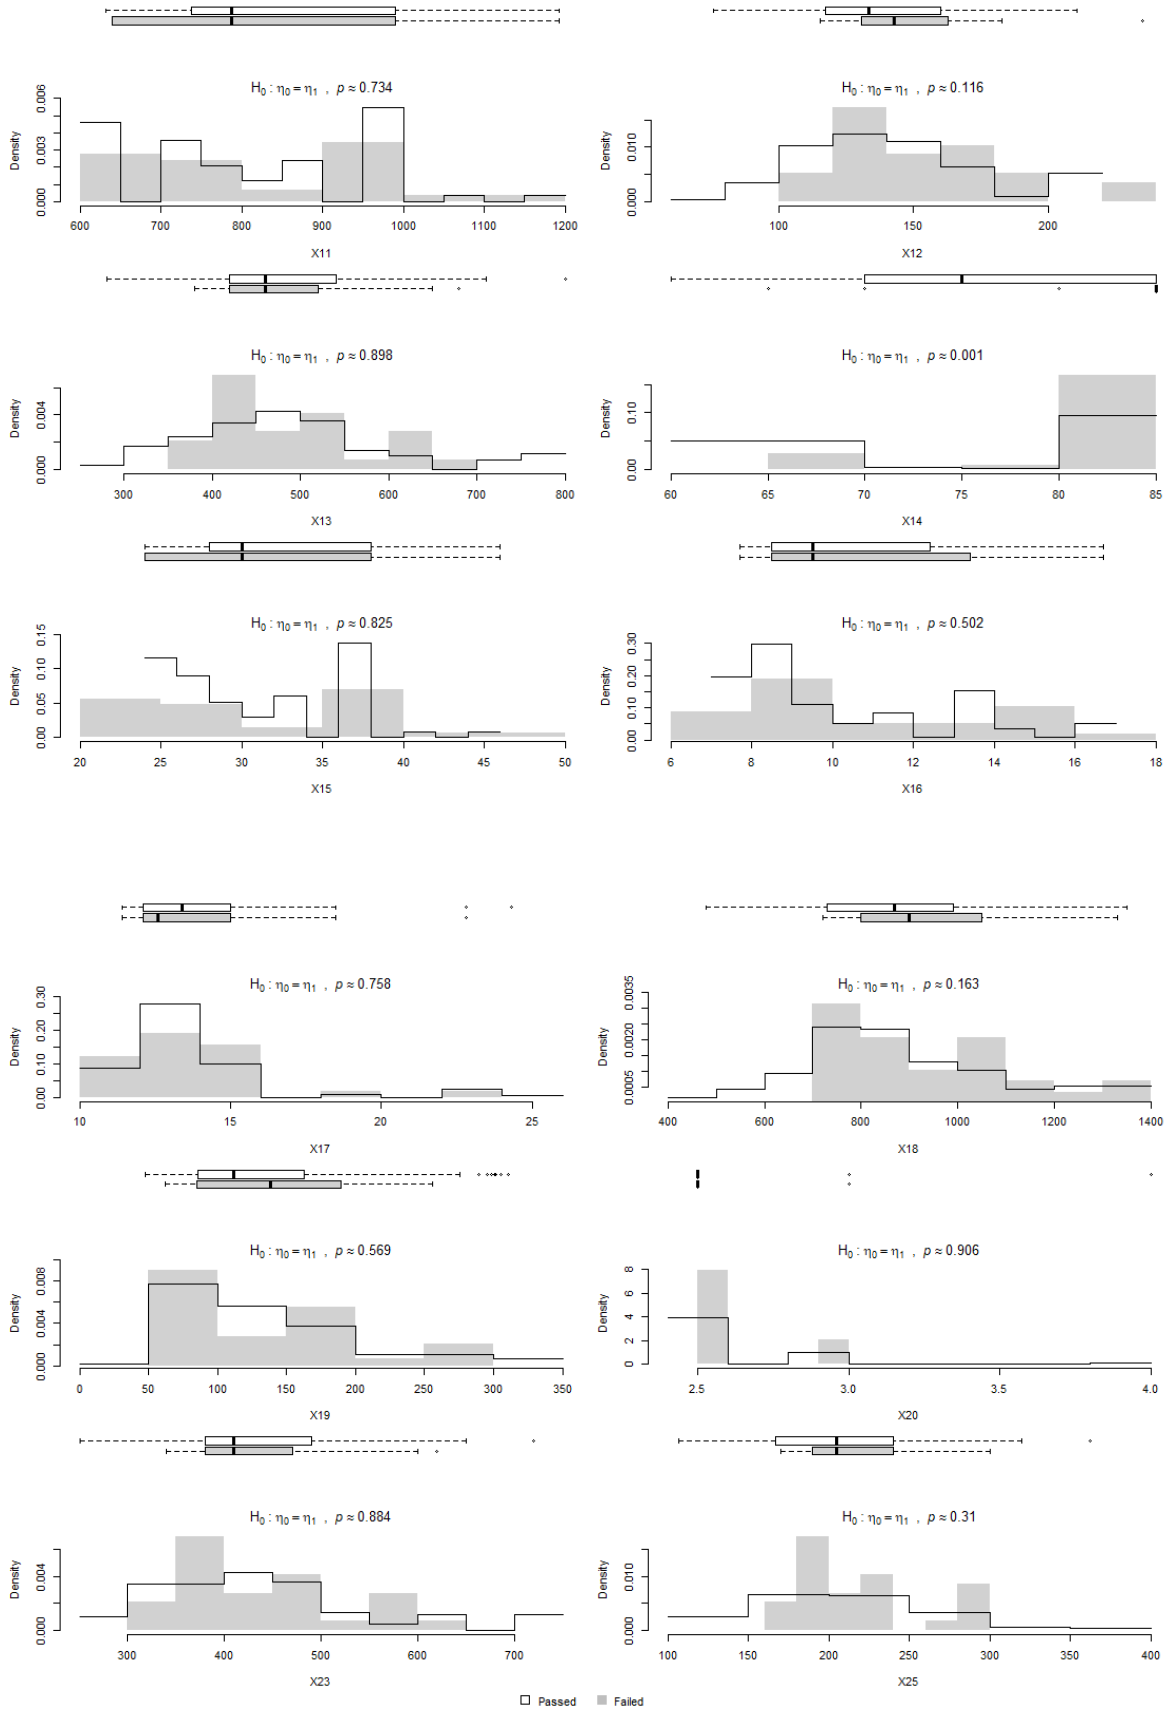 H0 : η0 = η1 , p ≈ 0.734
Density
0.000 0.003 0.006
600 700 800 900 1000 1100 1200
X11
H0 : η0 = η1 , p ≈ 0.116
Density
0.000 0.010
100 150 200
X12
H0 : η0 = η1 , p ≈ 0.898
Density
0.000 0.004
300 400 500 600 700 800
X13
H0 : η0 = η1 , p ≈ 0.001
Density
0.00 0.10
60 65 70 75 80 85
X14
H0 : η0 = η1 , p ≈ 0.825
Density
0.00 0.05 0.10 0.15
20 25 30 35 40 45 50
X15
H0 : η0 = η1 , p ≈ 0.502
Density
0.00 0.10 0.20 0.30
6 8 10 12 14 16 18
X16
H0 : η0 = η1 , p ≈ 0.758
Density
0.00 0.10 0.20 0.30
10 15 20 25
X17
H0 : η0 = η1 , p ≈ 0.163
Density
0.0005 0.0020 0.0035
400 600 800 1000 1200 1400
X18
H0 : η0 = η1 , p ≈ 0.569
Density
0.000 0.004 0.008
0 50 100 150 200 250 300 350
X19
H0 : η0 = η1 , p ≈ 0.906
Density
0 2 4 6 8
2.5 3.0 3.5 4.0
X20
H0 : η0 = η1 , p ≈ 0.884
Density
0.000 0.004
300 400 500 600 700
X23
H0 : η0 = η1 , p ≈ 0.31
Density
0.000 0.010
100 150 200 250 300 350 400
X25
Passed Failed